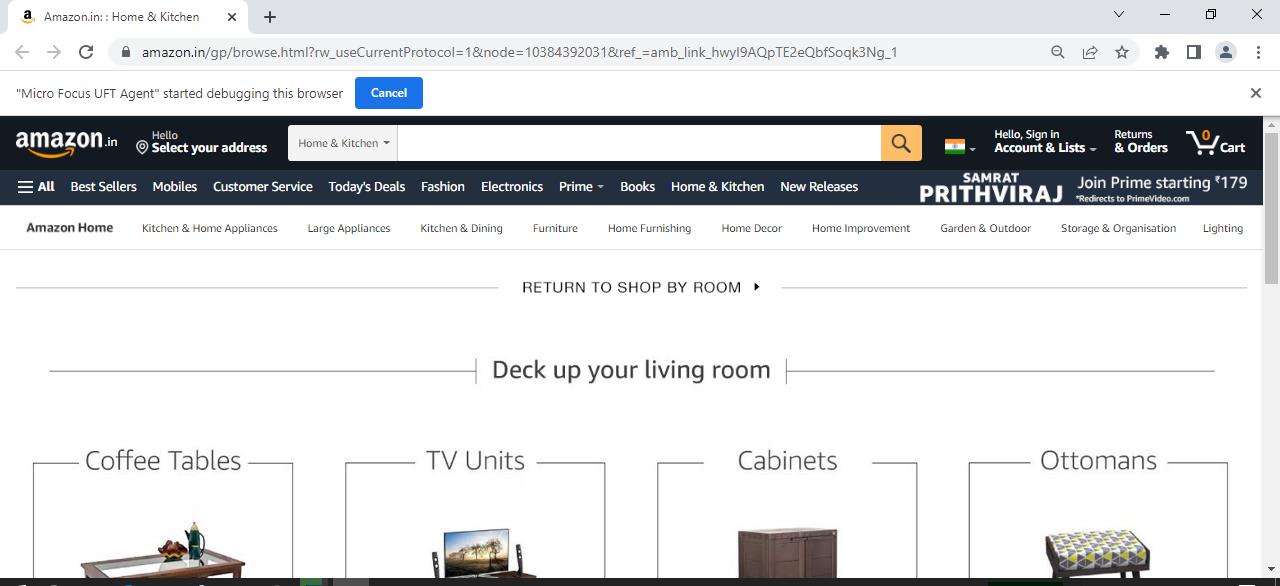 Amazon.in: : Home & Kitchen
amazon.in/gp/browse.html?rw_useCurrentProtocol=1&node=10384392031&ref_=amb_link_hwyI9AQpTE2eQbfSoqk3Ng_1
"Micro Focus UFT Agent" started debugging this browser Cancel
amazon.in
Hello
Select your address
Home & Kitchen
Hello, Sign in
Account & Lists
Returns
& Orders
0
Cart
All Best Sellers Mobiles Customer Service Today's Deals Fashion Electronics Prime Books Home & Kitchen New Releases
SAMRAT
PRITHVIRAJ
Join Prime starting ₹179
*Redirects to PrimeVideo.com
Amazon Home Kitchen & Home Appliances Large Appliances Kitchen & Dining Furniture Home Furnishing Home Decor Home Improvement Garden & Outdoor Storage & Organisation Lighting
RETURN TO SHOP BY ROOM
Deck up your living room
Coffee Tables TV Units Cabinets Ottomans